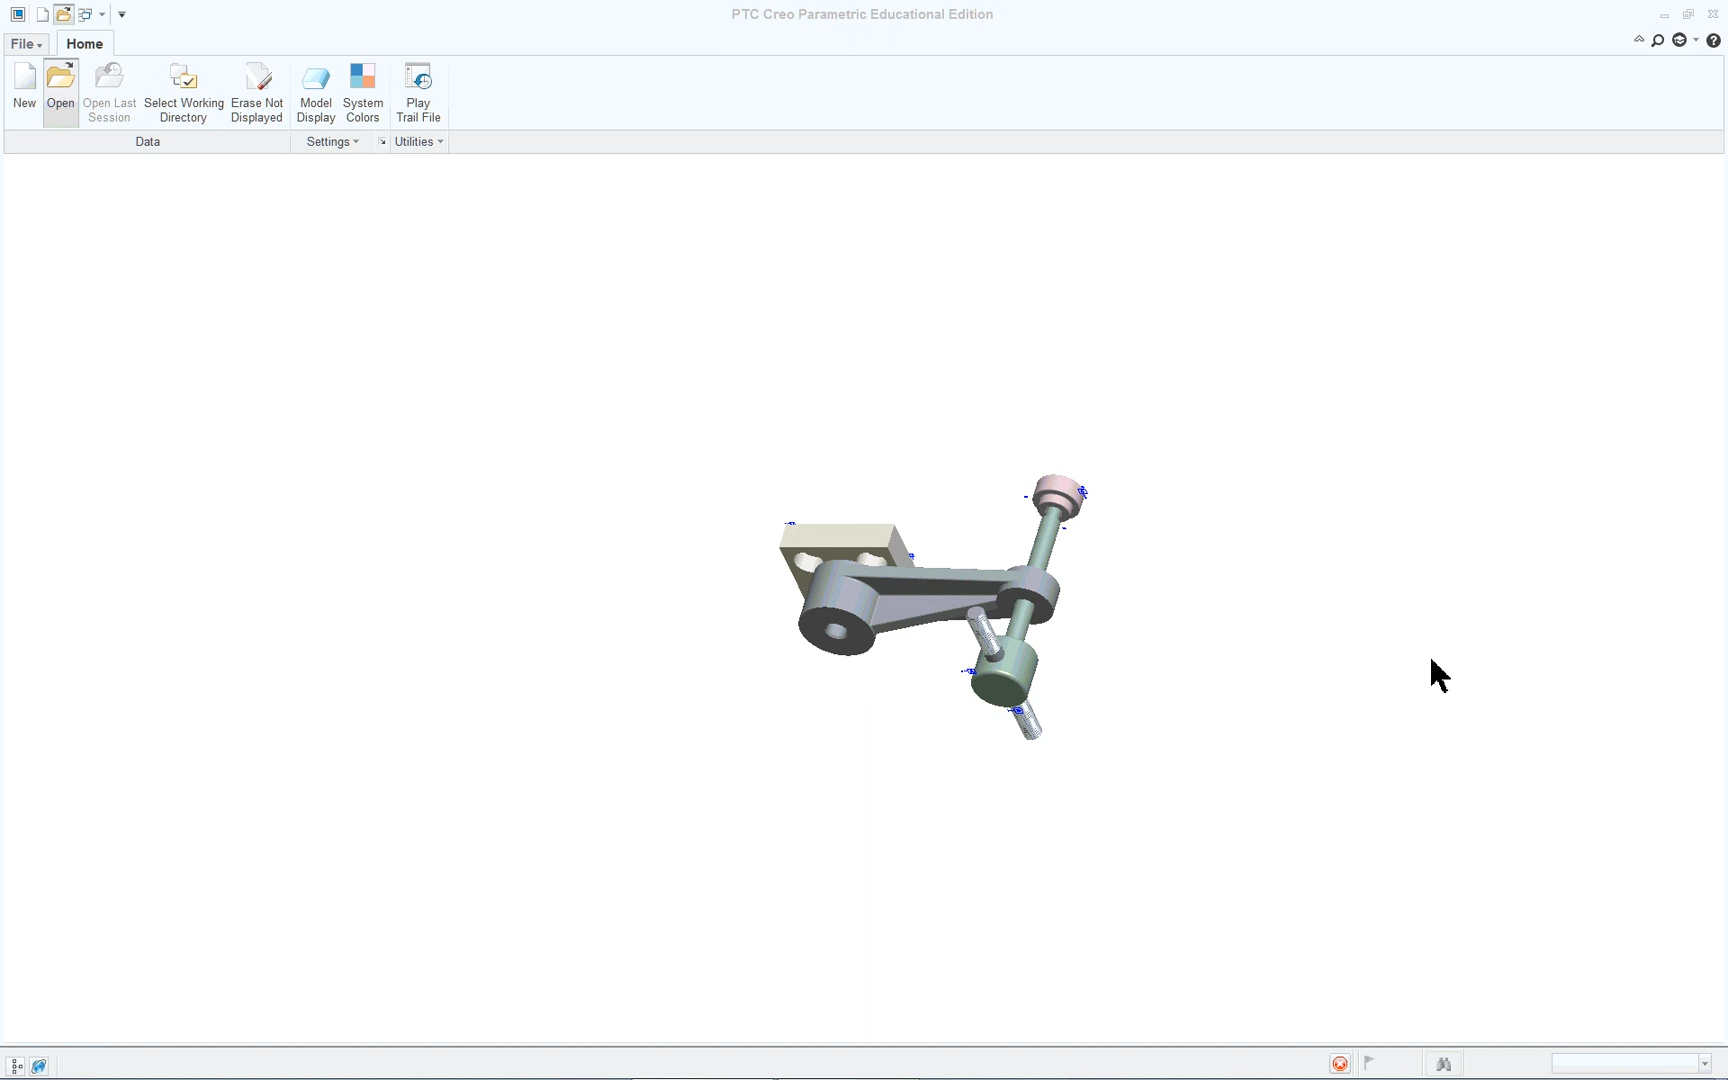 PTC Creo Parametric Educational Edition
File
Home
New
Open
Open Last
Session
Select Working
Directory
Erase Not
Displayed
Model
Display
System
Colors
Play
Trail File
Data
Settings
Utilities